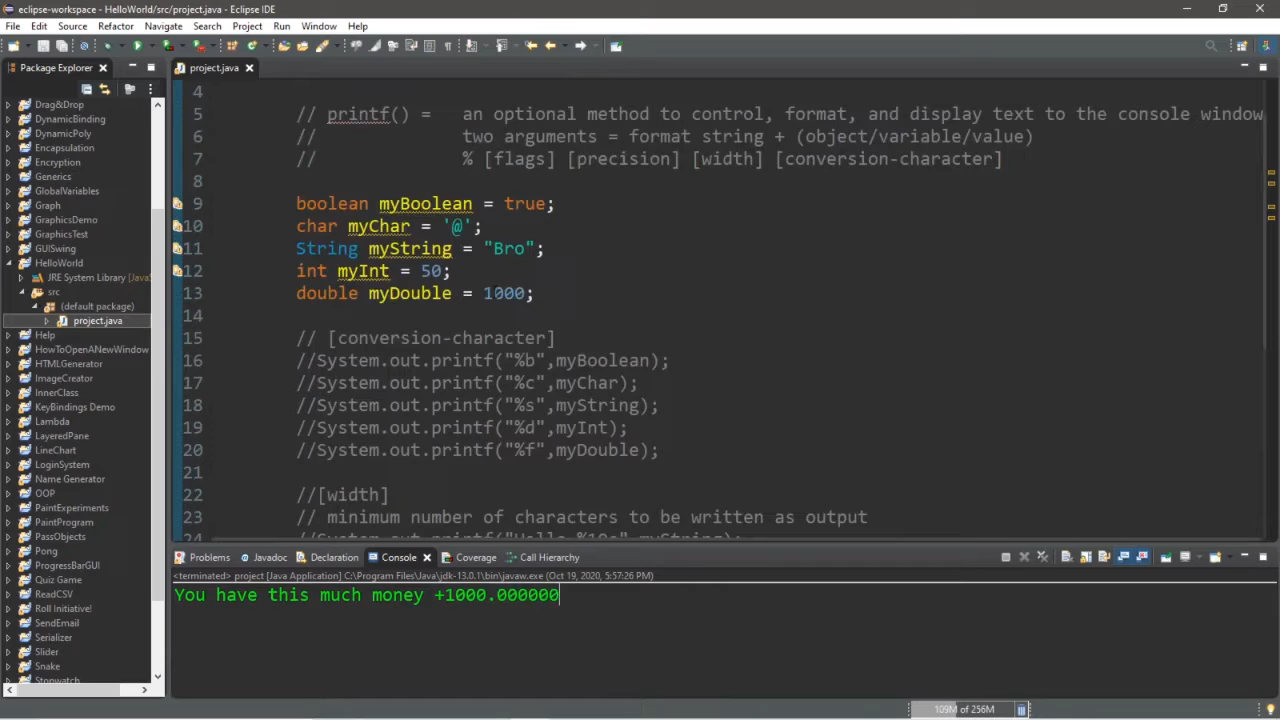 eclipse-workspace - HelloWorld/src/project.java - Eclipse IDE
File Edit Source Refactor Navigate Search Project Run Window Help
Package Explorer
project.java
Drag&Drop
DynamicBinding
DynamicPoly
Encapsulation
Encryption
Generics
GlobalVariables
Graph
GraphicsDemo
GraphicsTest
GUISwing
HelloWorld
JRE System Library [Java
src
(default package)
project.java
Help
HowToOpenANewWindow
HTMLGenerator
ImageCreator
InnerClass
KeyBindings Demo
Lambda
LayeredPane
LineChart
LoginSystem
Name Generator
OOP
PaintExperiments
PaintProgram
PassObjects
Pong
ProgressBarGUI
Quiz Game
ReadCSV
Roll Initiative!
SendEmail
Serializer
Slider
Snake
Stopwatch
4
5 // printf() = an optional method to control, format, and display text to the console window
6 // two arguments = format string + (object/variable/value)
7 // % [flags] [precision] [width] [conversion-character]
8
9 boolean myBoolean = true;
10 char myChar = '@';
11 String myString = "Bro";
12 int myInt = 50;
13 double myDouble = 1000;
14
15 // [conversion-character]
16 //System.out.printf("%b",myBoolean);
17 //System.out.printf("%c",myChar);
18 //System.out.printf("%s",myString);
19 //System.out.printf("%d",myInt);
20 //System.out.printf("%f",myDouble);
21
22 //[width]
23 // minimum number of characters to be written as output
24 //System.out.printf("Hello %10s",myString);
Problems Javadoc Declaration Console Coverage Call Hierarchy
<terminated> project [Java Application] C:\Program Files\Java\jdk-13.0.1\bin\javaw.exe (Oct 19, 2020, 5:57:26 PM)
You have this much money +1000.000000
109M of 256M